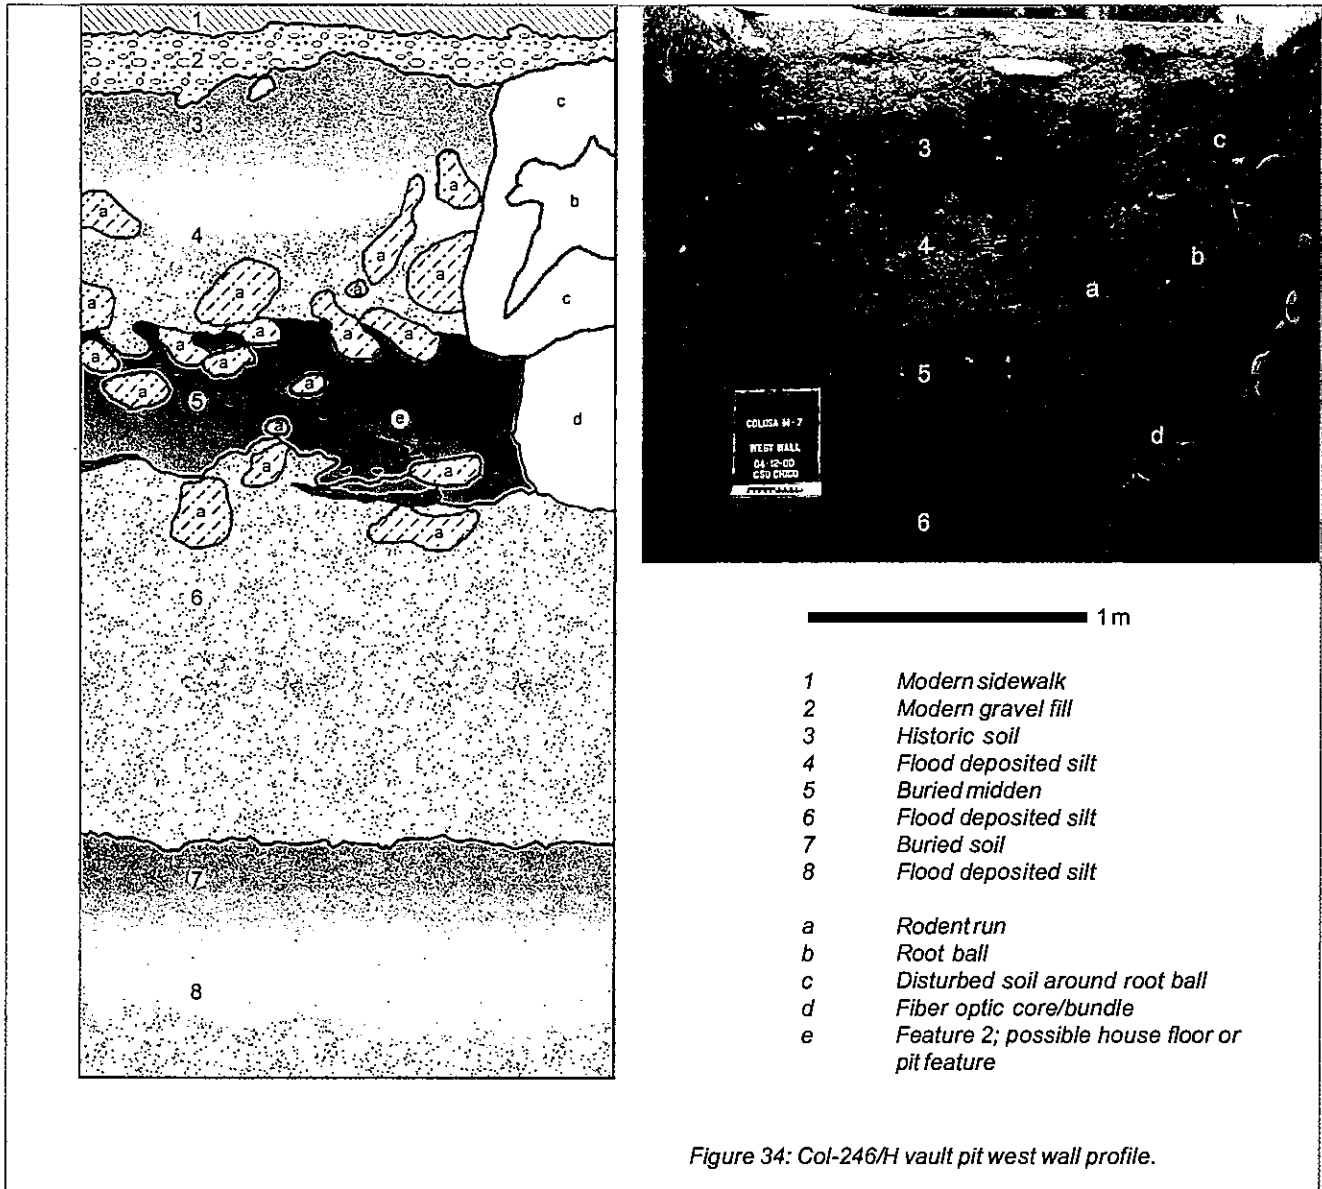 1
2
3
c
a
b
a
4
a
a
a
a
c
a
a
a
a
a
a
a
a
a
5
e
d
a
a
a
a
a
6
7
8
3
c
4
b
a
5
COLUSA M-7
WEST WALL
04-12-00
CSU CHICO
d
6
1 m
1 Modern sidewalk
2 Modern gravel fill
3 Historic soil
4 Flood deposited silt
5 Buried midden
6 Flood deposited silt
7 Buried soil
8 Flood deposited silt
a Rodent run
b Root ball
c Disturbed soil around root ball
d Fiber optic core/bundle
e Feature 2; possible house floor or
pit feature
Figure 34: Col-246/H vault pit west wall profile.